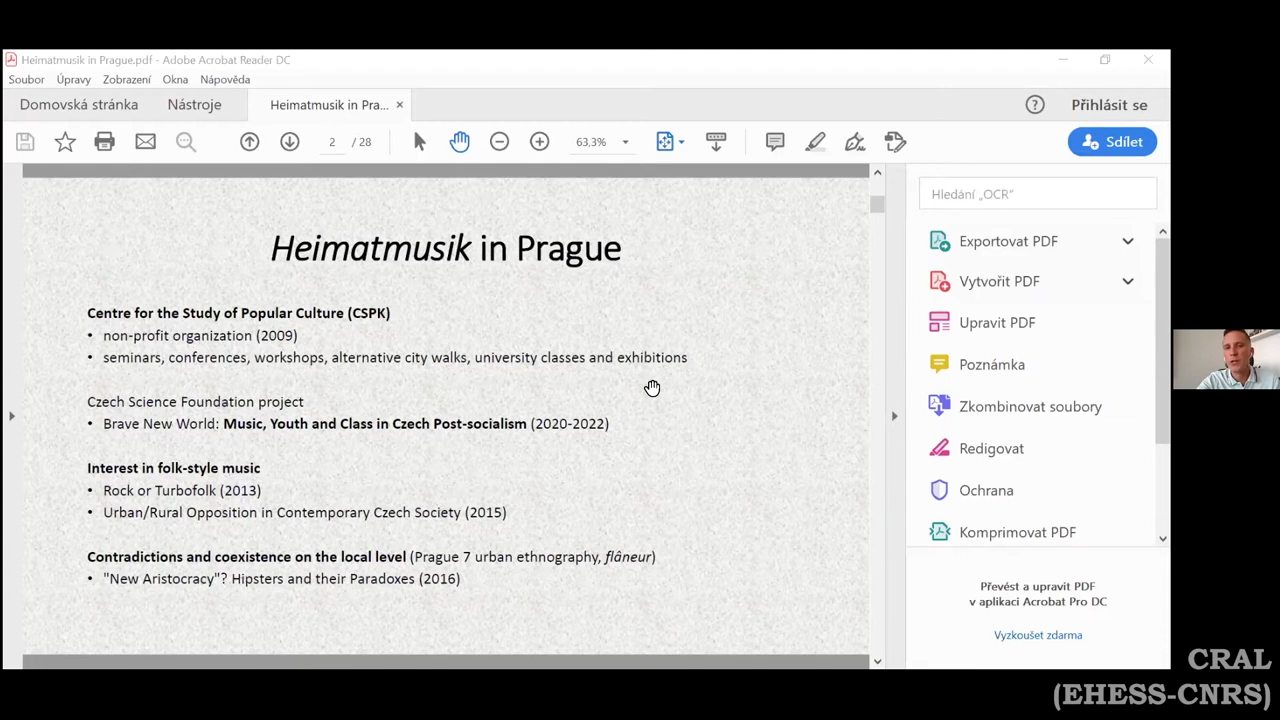 Heimatmusik in Prague.pdf - Adobe Acrobat Reader DC
Soubor Úpravy Zobrazení Okna Nápověda
Domovská stránka Nástroje Heimatmusik in Pra... × ? Přihlásit se
2 / 28 63,3% Sdílet
Heimatmusik in Prague
Centre for the Study of Popular Culture (CSPK)
• non-profit organization (2009)
• seminars, conferences, workshops, alternative city walks, university classes and exhibitions
Czech Science Foundation project
• Brave New World: Music, Youth and Class in Czech Post-socialism (2020-2022)
Interest in folk-style music
• Rock or Turbofolk (2013)
• Urban/Rural Opposition in Contemporary Czech Society (2015)
Contradictions and coexistence on the local level (Prague 7 urban ethnography, flâneur)
• "New Aristocracy"? Hipsters and their Paradoxes (2016)
Hledání „OCR“
Exportovat PDF
Vytvořit PDF
Upravit PDF
Poznámka
Zkombinovat soubory
Redigovat
Ochrana
Komprimovat PDF
Převést a upravit PDF
v aplikaci Acrobat Pro DC
Vyzkoušet zdarma
CRAL
(EHESS-CNRS)